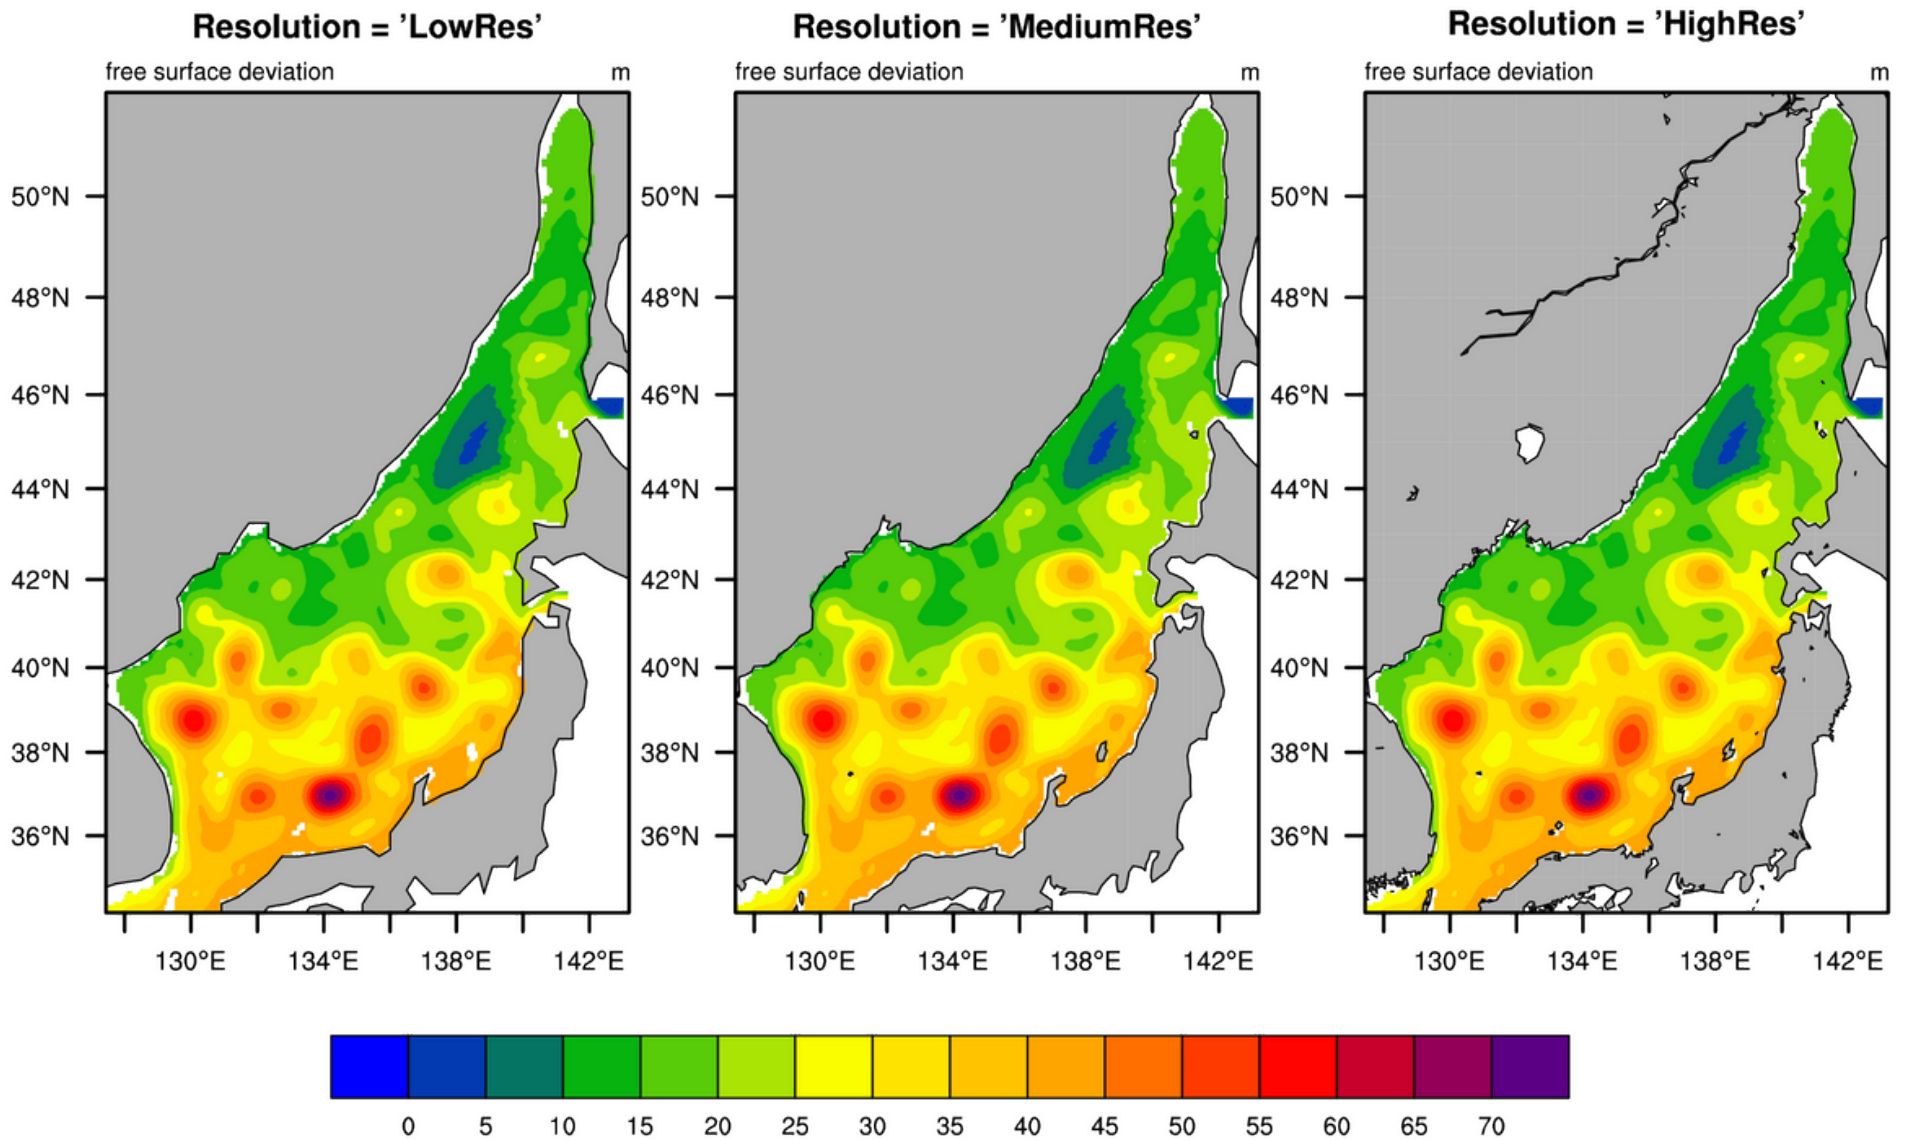 Resolution = ’LowRes’ Resolution = ’MediumRes’ Resolution = ’HighRes’
free surface deviation m free surface deviation m free surface deviation m
50°N 50°N 50°N
48°N 48°N 48°N
46°N 46°N 46°N
44°N 44°N 44°N
42°N 42°N 42°N
40°N 40°N 40°N
38°N 38°N 38°N
36°N 36°N 36°N
130°E 134°E 138°E 142°E 130°E 134°E 138°E 142°E 130°E 134°E 138°E 142°E
0 5 10 15 20 25 30 35 40 45 50 55 60 65 70